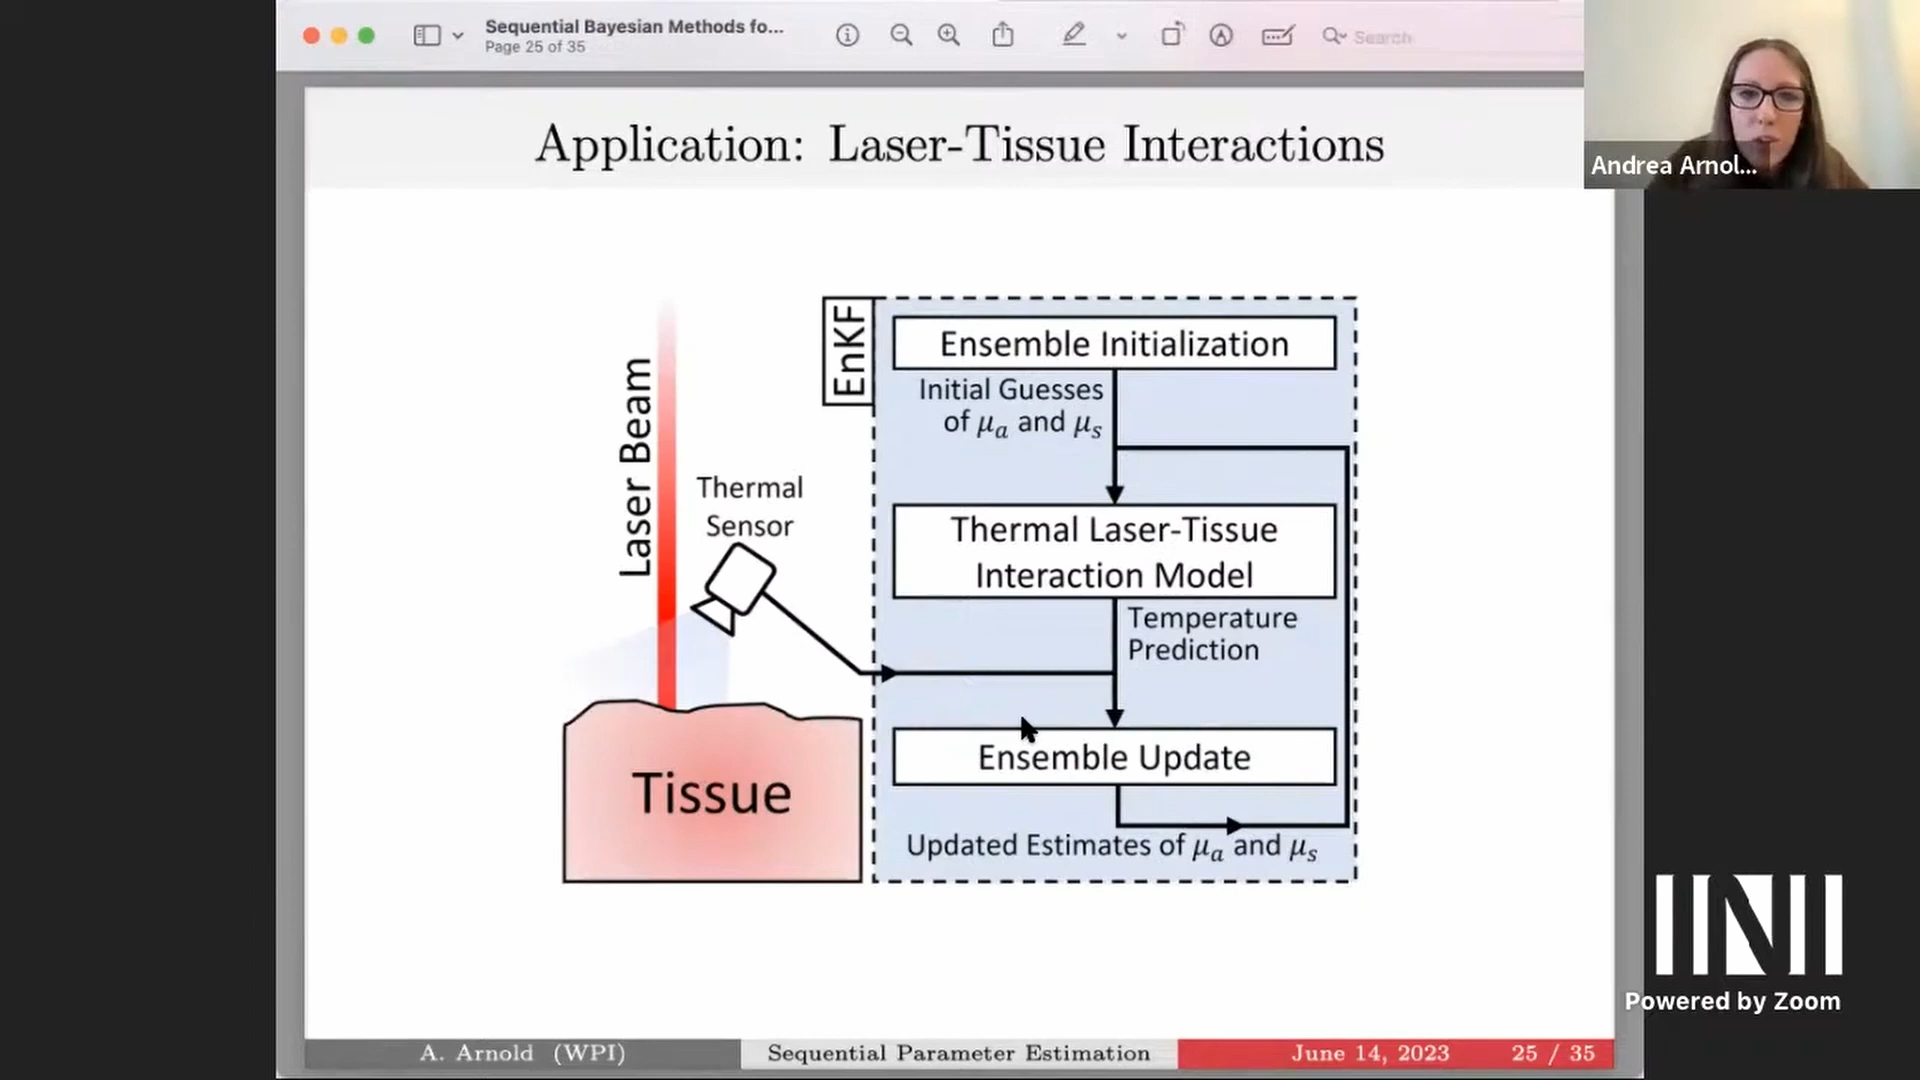 Sequential Bayesian Methods fo...
Page 25 of 35
Search
Andrea Arnol...
Application: Laser-Tissue Interactions
Laser Beam
Thermal
Sensor
Tissue
EnKF
Ensemble Initialization
Initial Guesses
of μa and μs
Thermal Laser-Tissue
Interaction Model
Temperature
Prediction
Ensemble Update
Updated Estimates of μa and μs
INI
Powered by Zoom
A. Arnold (WPI)
Sequential Parameter Estimation
June 14, 2023
25 / 35